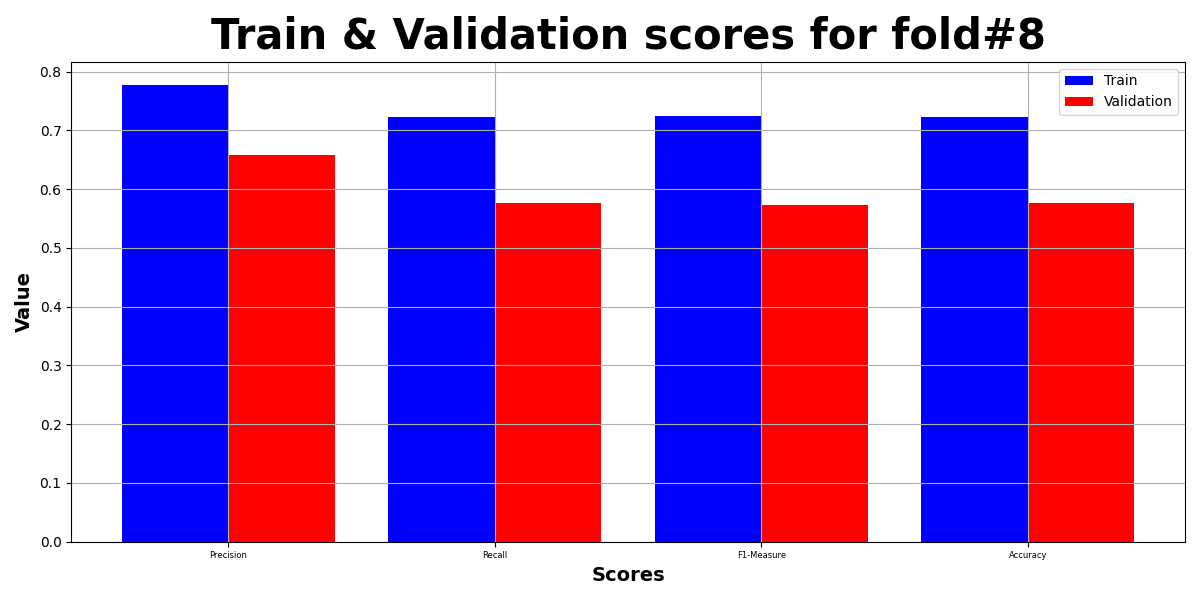 Train & Validation scores for fold#8
Train
Validation
0.8
0.7
0.6
0.5
0.4
0.3
0.2
0.1
0.0
Value
Precision Recall F1-Measure Accuracy
Scores